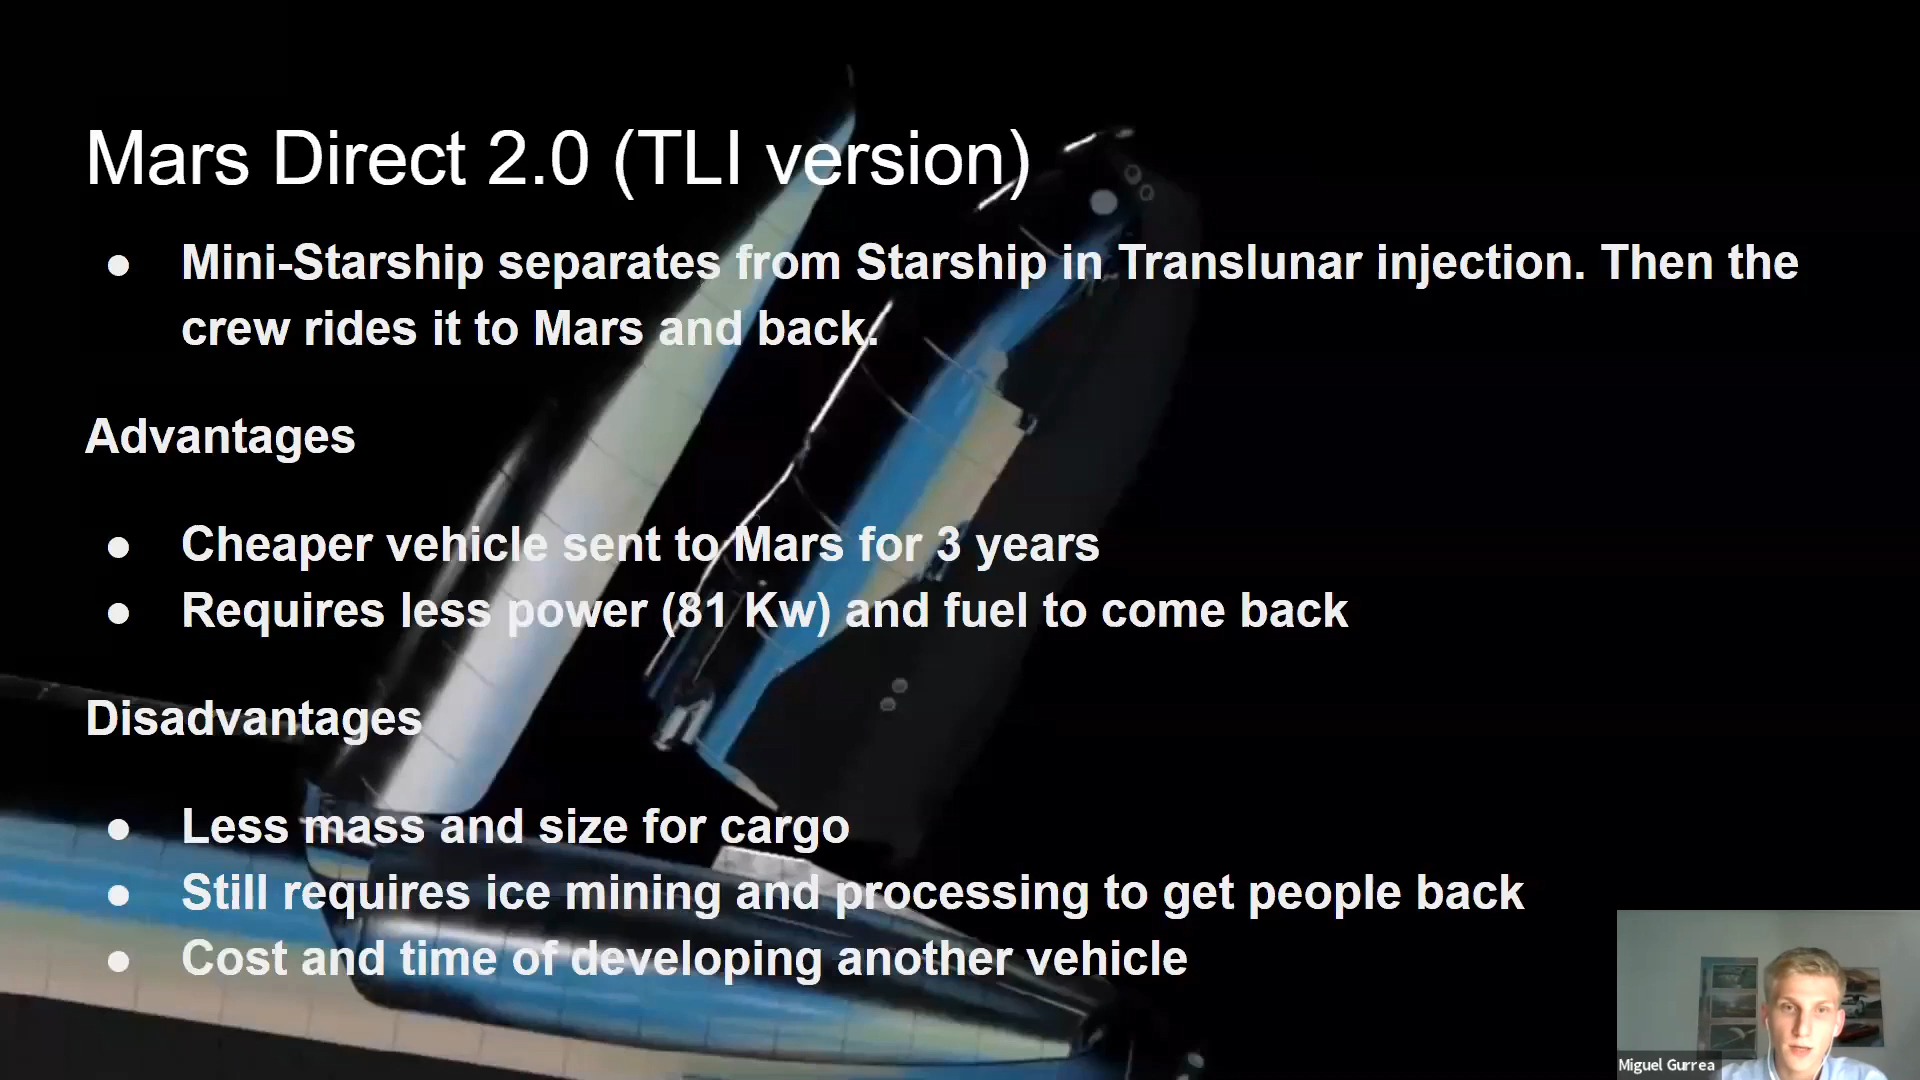 Mars Direct 2.0 (TLI version)
● Mini-Starship separates from Starship in Translunar injection. Then the
crew rides it to Mars and back.
Advantages
● Cheaper vehicle sent to Mars for 3 years
● Requires less power (81 Kw) and fuel to come back
Disadvantages
● Less mass and size for cargo
● Still requires ice mining and processing to get people back
● Cost and time of developing another vehicle
Miguel Gurrea